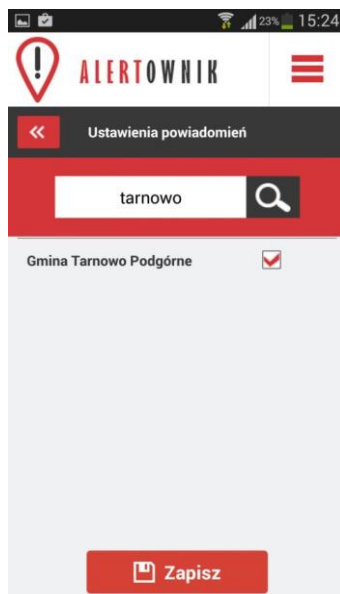 23% 15:24
ALERTOWNIK
Ustawienia powiadomień
tarnowo
Gmina Tarnowo Podgórne
Zapisz